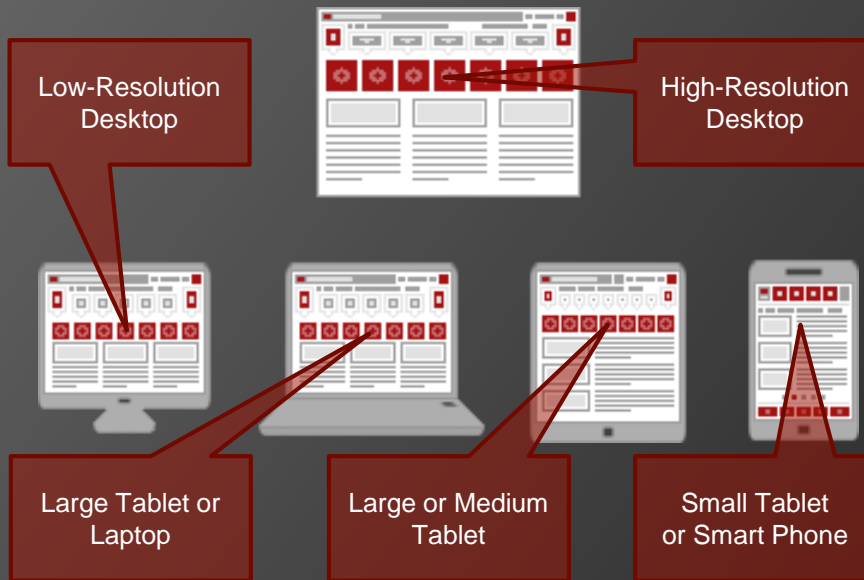 Low-Resolution
Desktop
High-Resolution
Desktop
Large Tablet or
Laptop
Large or Medium
Tablet
Small Tablet
or Smart Phone